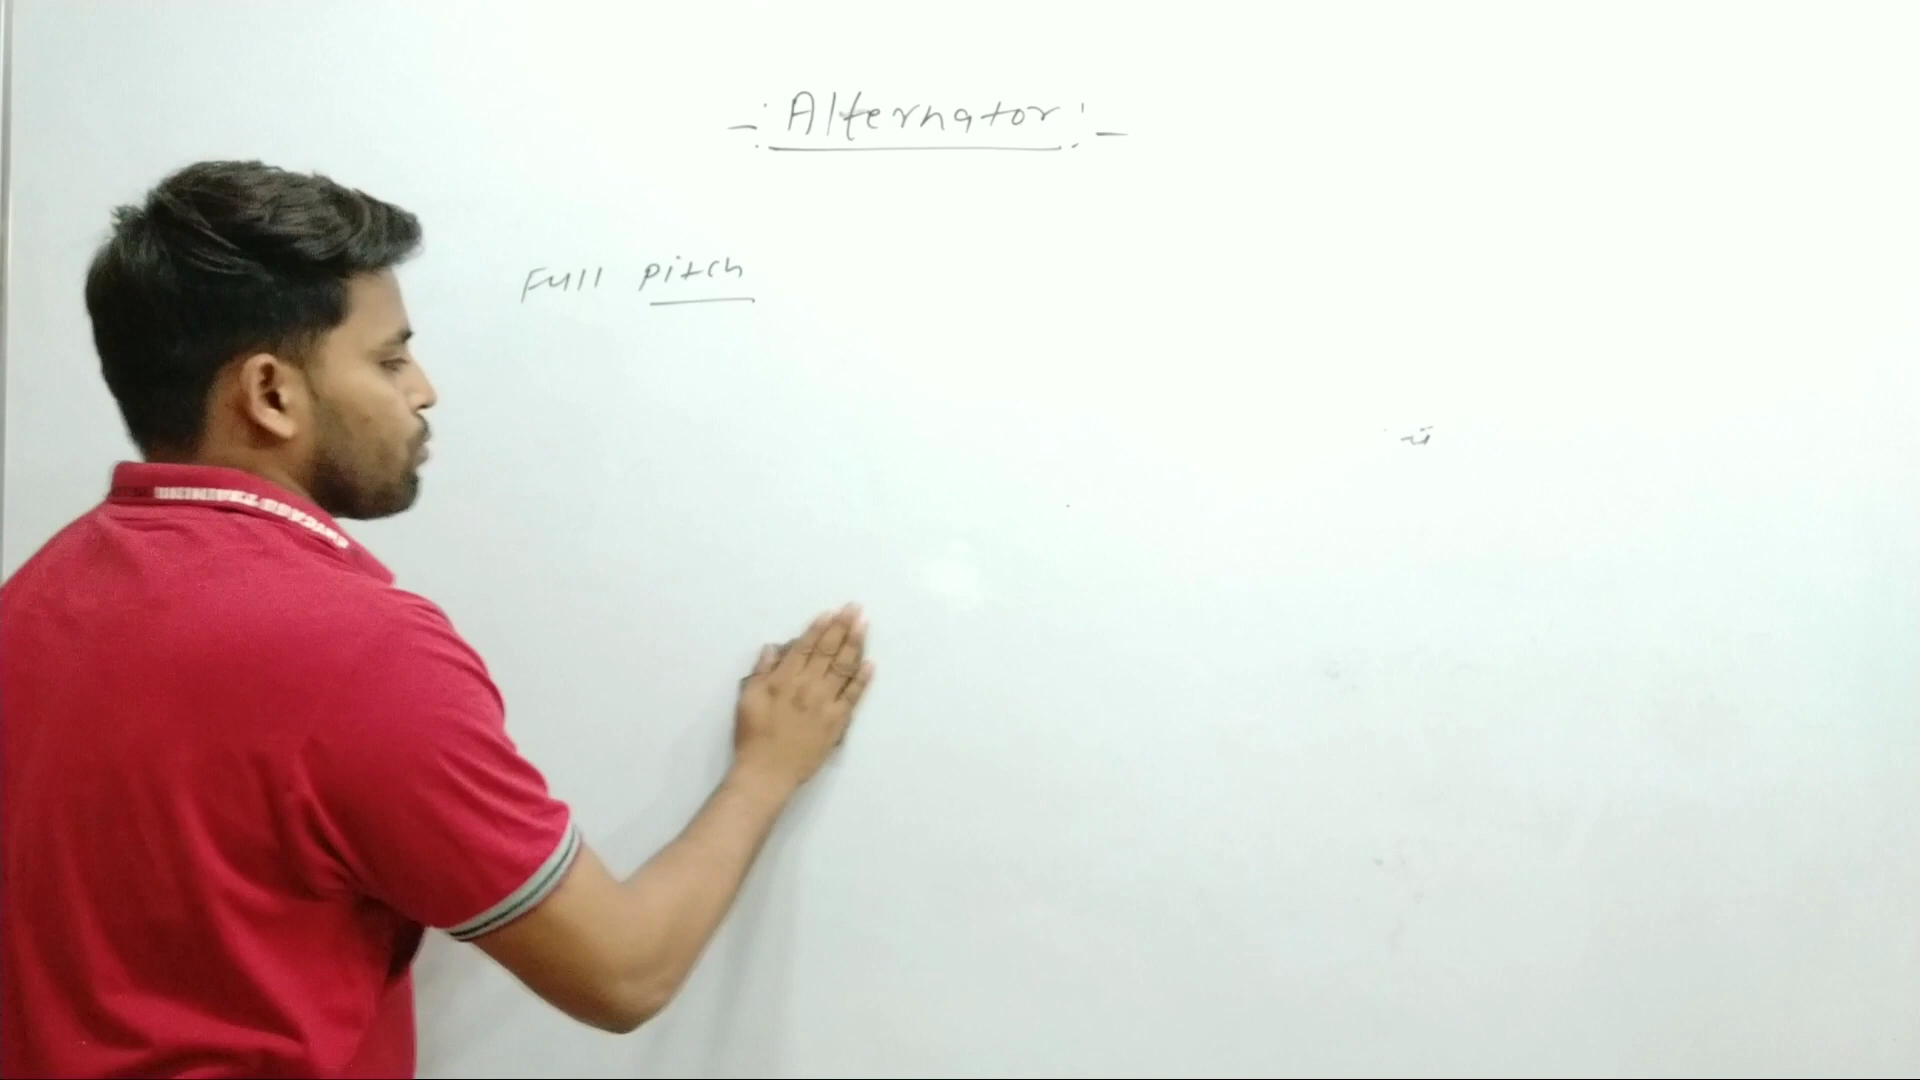 -: Alternator :-
Full pitch